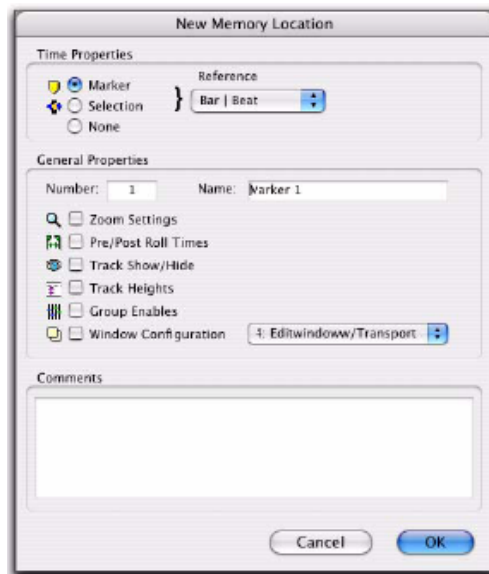 New Memory Location
Time Properties
Reference
Marker
Bar | Beat
Selection
None
General Properties
Number: 1 Name: Marker 1
Zoom Settings
Pre/Post Roll Times
Track Show/Hide
Track Heights
Group Enables
Window Configuration 4: Editwindoww/Transport
Comments
Cancel OK